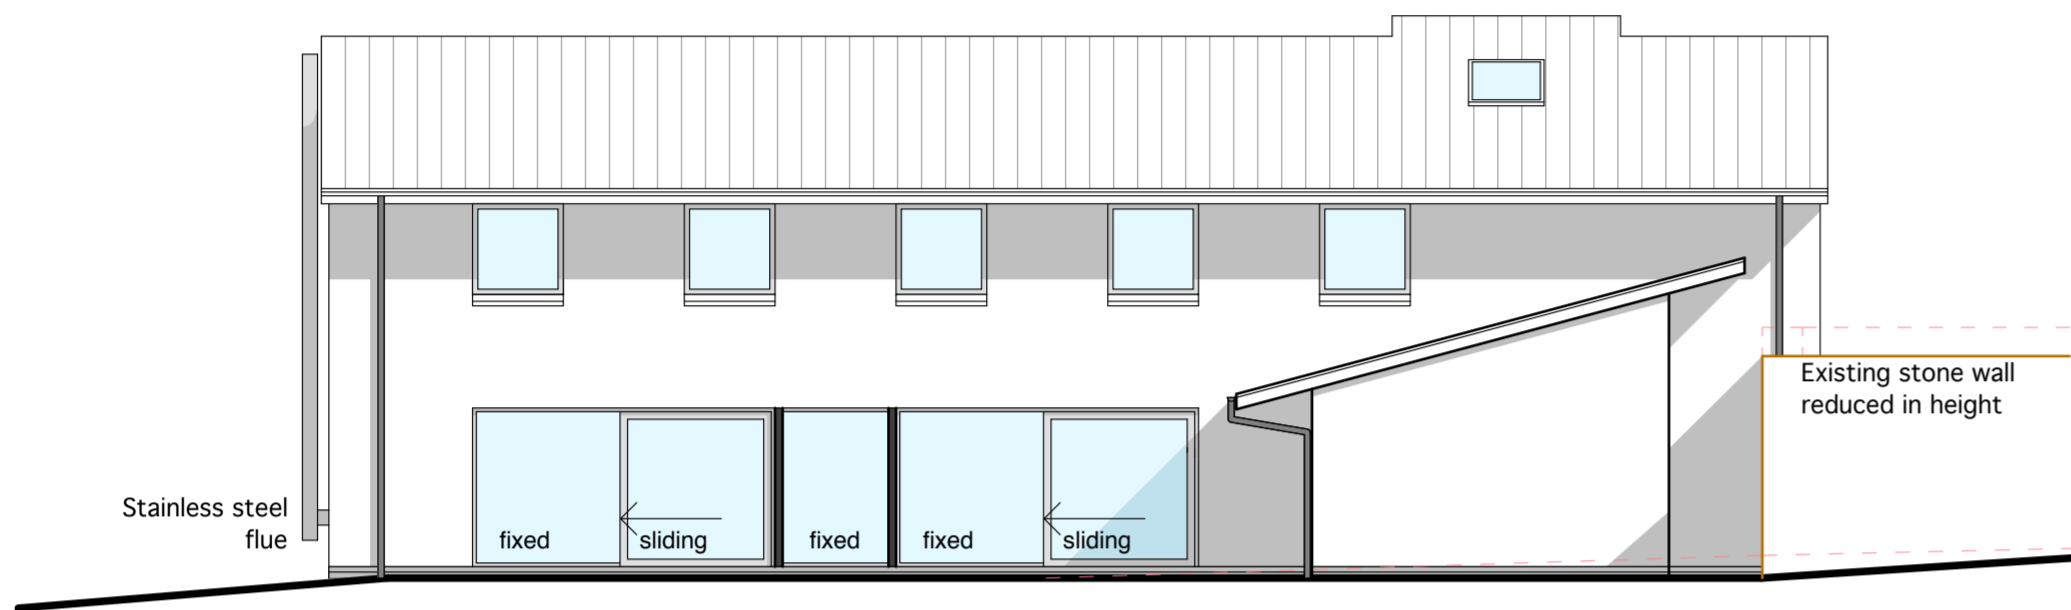 Existing stone wall
reduced in height
Stainless steel
flue
fixed
sliding
fixed
fixed
sliding